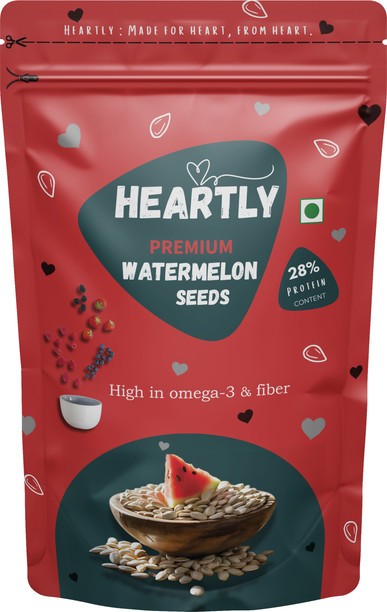 HEARTLY : MADE FOR HEART, FROM HEART.
HEARTLY
PREMIUM
WATERMELON
SEEDS
28%
PROTEIN
CONTENT
High in omega-3 & fiber